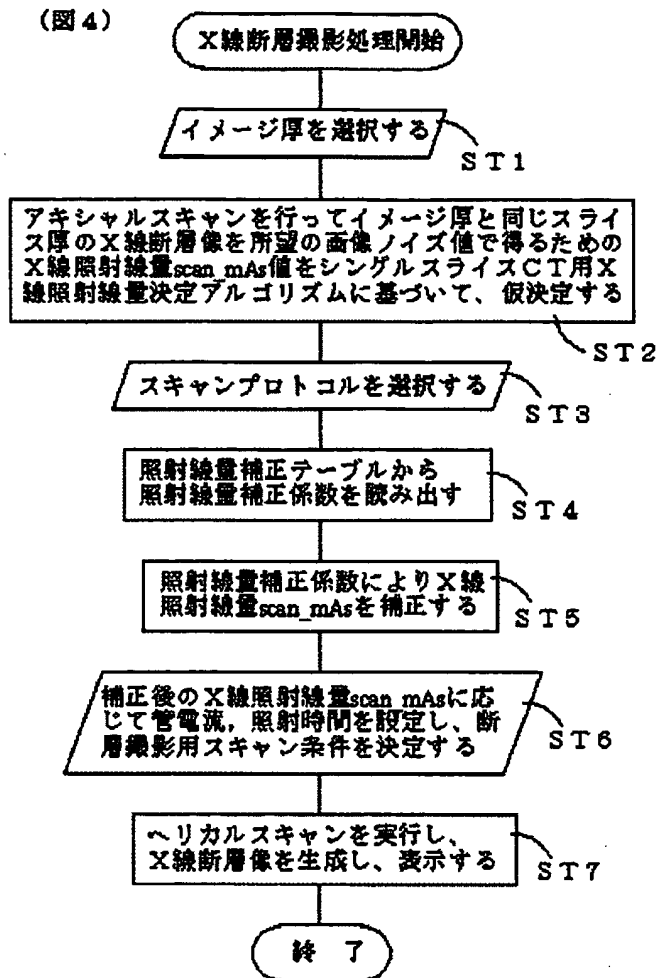 (図4)
X線断層撮影処理開始
イメージ厚を選択する
ST1
アキシャルスキャンを行ってイメージ厚と同じスライ
ス厚のX線断層像を所望の画像ノイズ値で得るための
X線照射線量scan_mAs値をシングルスライスCT用X
線照射線量決定アルゴリズムに基づいて、仮決定する
ST2
スキャンプロトコルを選択する
ST3
照射線量補正テーブルから
照射線量補正係数を読み出す
ST4
照射線量補正係数によりX線
照射線量scan_mAsを補正する
ST5
補正後のX線照射線量scan_mAsに応
じて管電流，照射時間を設定し、断
層撮影用スキャン条件を決定する
ST6
ヘリカルスキャンを実行し、
X線断層像を生成し、表示する
ST7
終 了